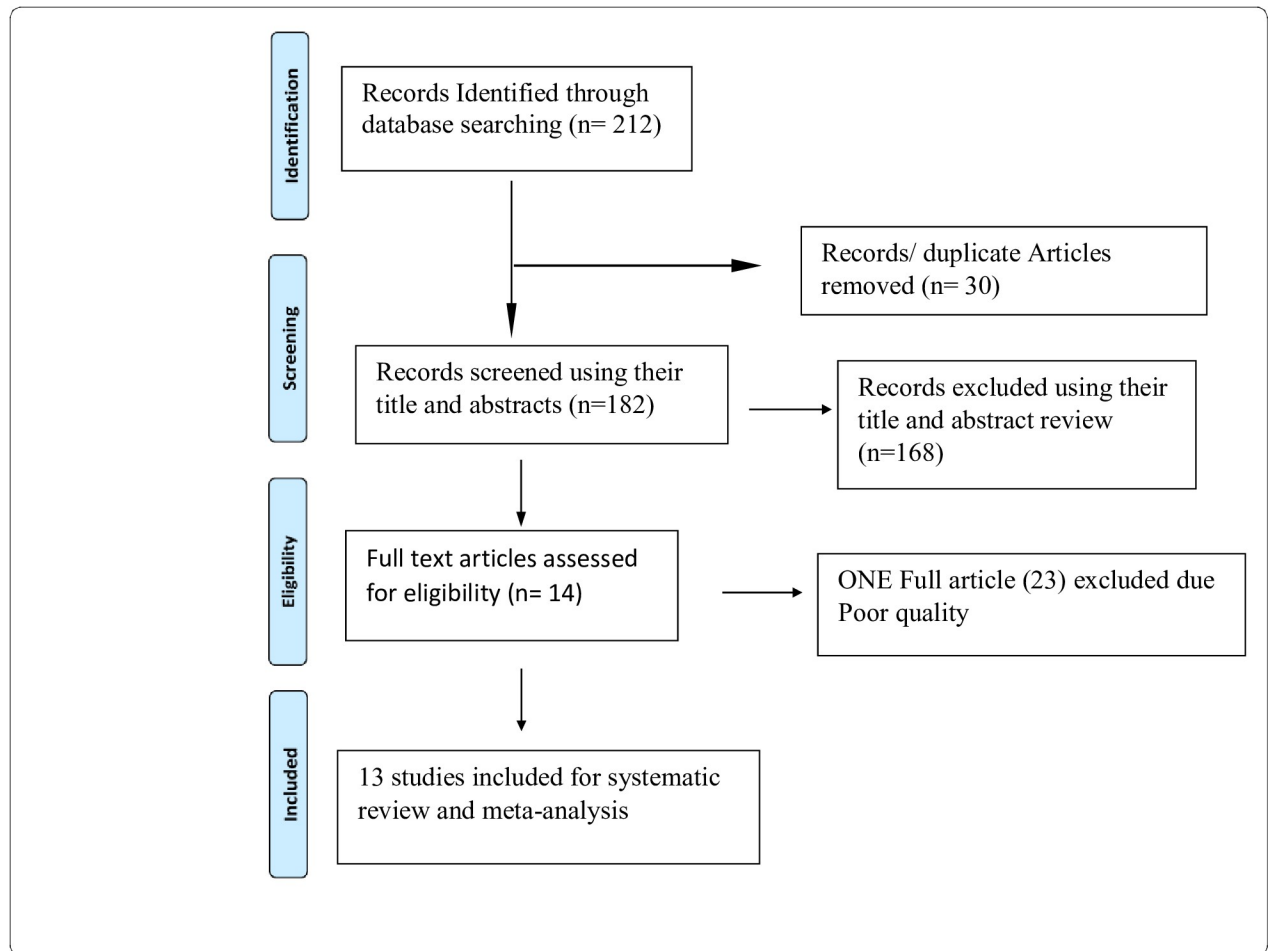 Identification
Records Identified through
database searching (n= 212)
Records/ duplicate Articles
removed (n= 30)
Screening
Records screened using their
title and abstracts (n=182)
Records excluded using their
title and abstract review
(n=168)
Eligibility
Full text articles assessed
for eligibility (n= 14)
ONE Full article (23) excluded due
Poor quality
Included
13 studies included for systematic
review and meta-analysis